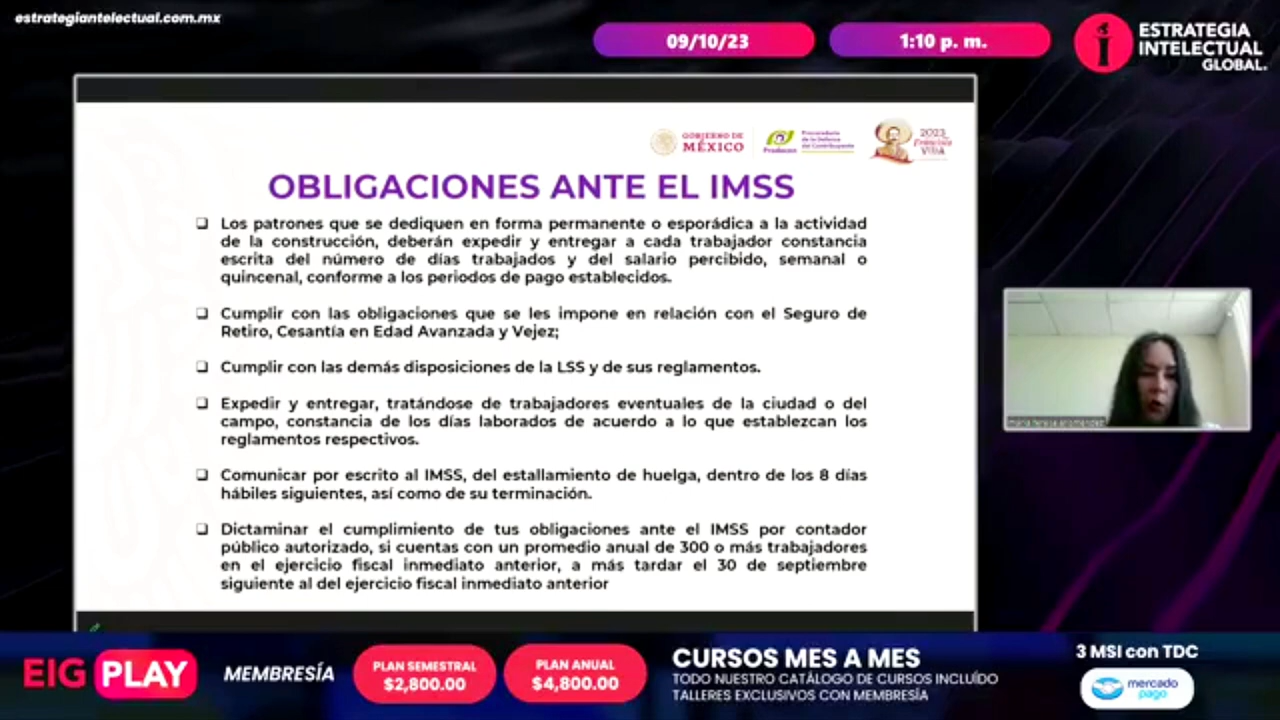 estrategiantelectual.com.mx
09/10/23
1:10 p. m.
ESTRATEGIA
INTELECTUAL
GLOBAL.
GOBIERNO DE
MÉXICO
Prodecon
Procuraduría
de la Defensa
del Contribuyente
2023
Francisco
VILLA
OBLIGACIONES ANTE EL IMSS
Los patrones que se dediquen en forma permanente o esporádica a la actividad
de la construcción, deberán expedir y entregar a cada trabajador constancia
escrita del número de días trabajados y del salario percibido, semanal o
quincenal, conforme a los periodos de pago establecidos.
Cumplir con las obligaciones que se les impone en relación con el Seguro de
Retiro, Cesantía en Edad Avanzada y Vejez;
Cumplir con las demás disposiciones de la LSS y de sus reglamentos.
Expedir y entregar, tratándose de trabajadores eventuales de la ciudad o del
campo, constancia de los días laborados de acuerdo a lo que establezcan los
reglamentos respectivos.
Comunicar por escrito al IMSS, del estallamiento de huelga, dentro de los 8 días
hábiles siguientes, así como de su terminación.
Dictaminar el cumplimiento de tus obligaciones ante el IMSS por contador
público autorizado, si cuentas con un promedio anual de 300 o más trabajadores
en el ejercicio fiscal inmediato anterior, a más tardar el 30 de septiembre
siguiente al del ejercicio fiscal inmediato anterior
EIG PLAY
MEMBRESÍA
PLAN SEMESTRAL
$2,800.00
PLAN ANUAL
$4,800.00
CURSOS MES A MES
TODO NUESTRO CATÁLOGO DE CURSOS INCLUÍDO
TALLERES EXCLUSIVOS CON MEMBRESÍA
3 MSI con TDC
mercado
pago